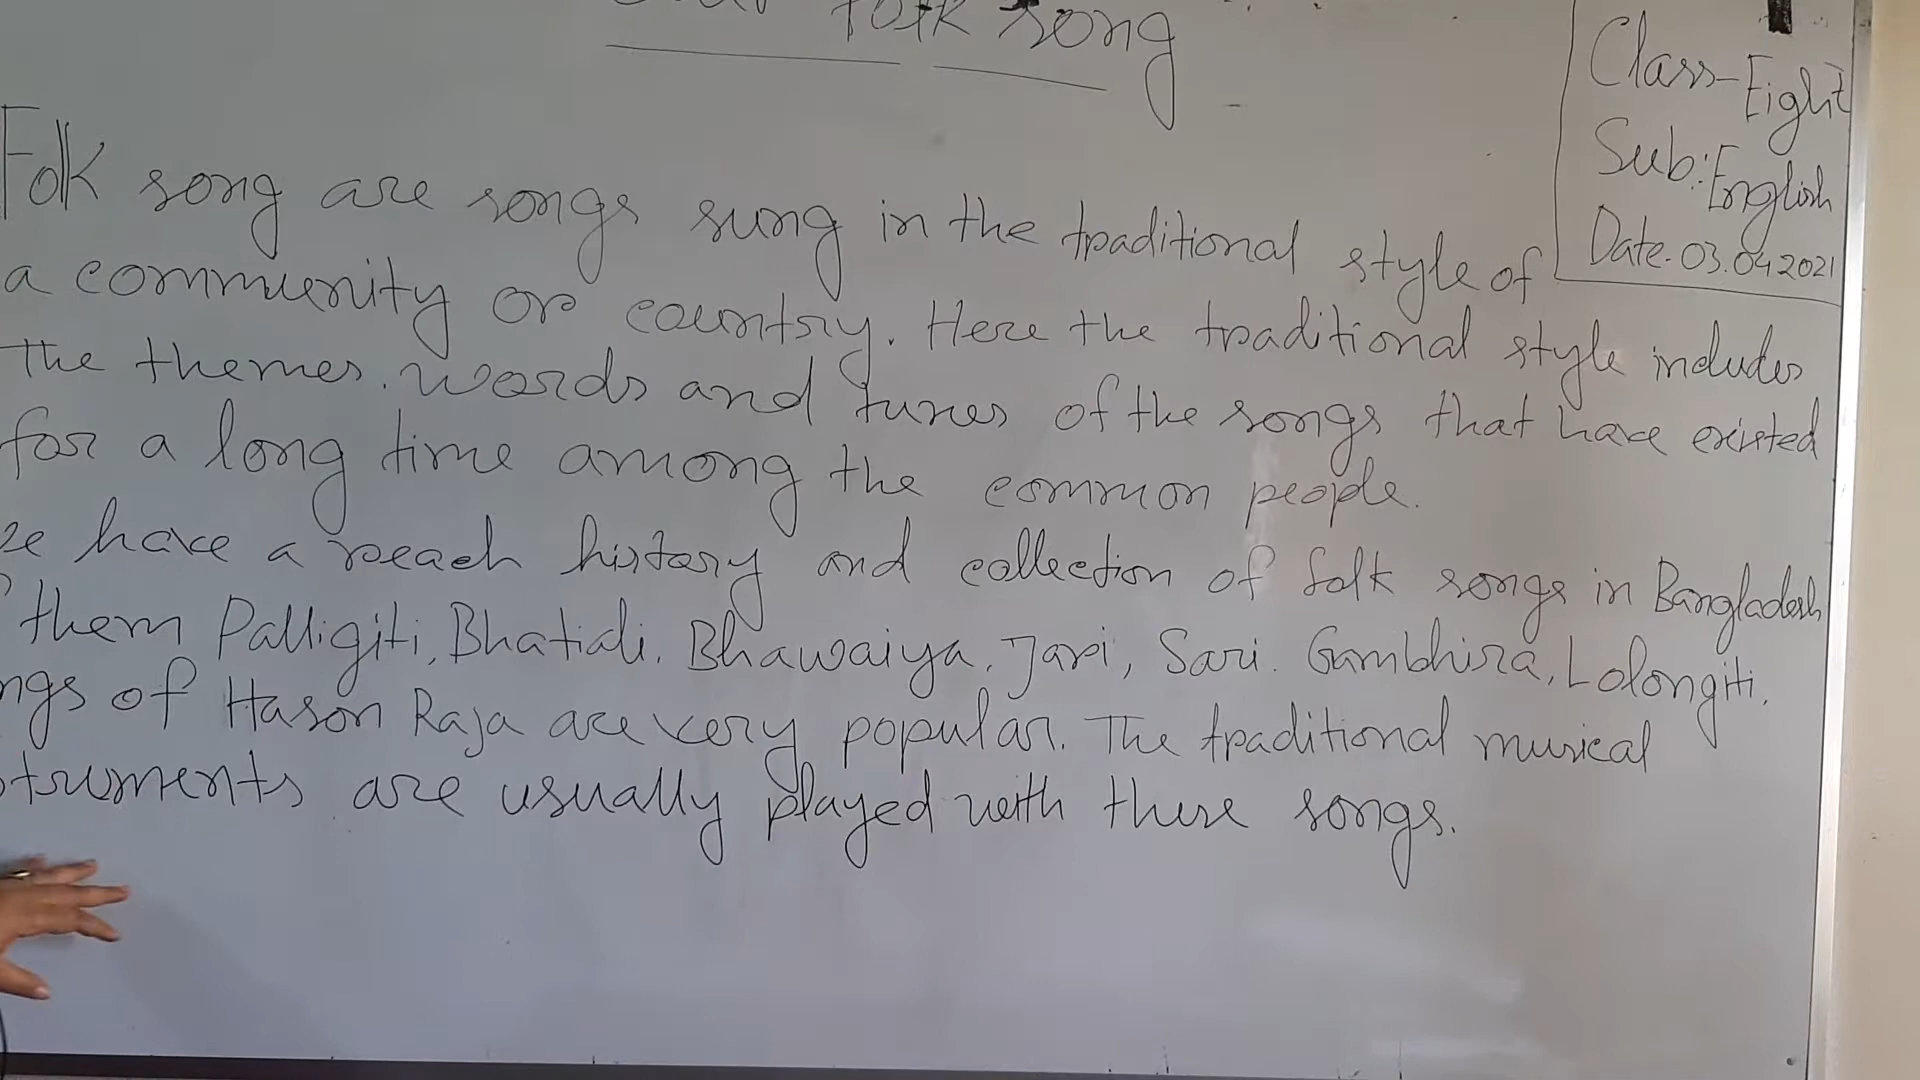 folk song
Class-Eight
Sub: English
Date. 03.04 2021
Folk song are songs sung in the traditional style of
a community or country. Here the traditional style includes
The themes. words and tunes of the songs that have existed
for a long time among the common people.
have a reach history and collection of folk songs in Bangladesh
them Palligiti, Bhatiali. Bhawaiya, Jari, Sari. Gambhira, Lolongiti.
ngs of Hason Raja are very popular. The traditional musical
truments are usually played with these songs.